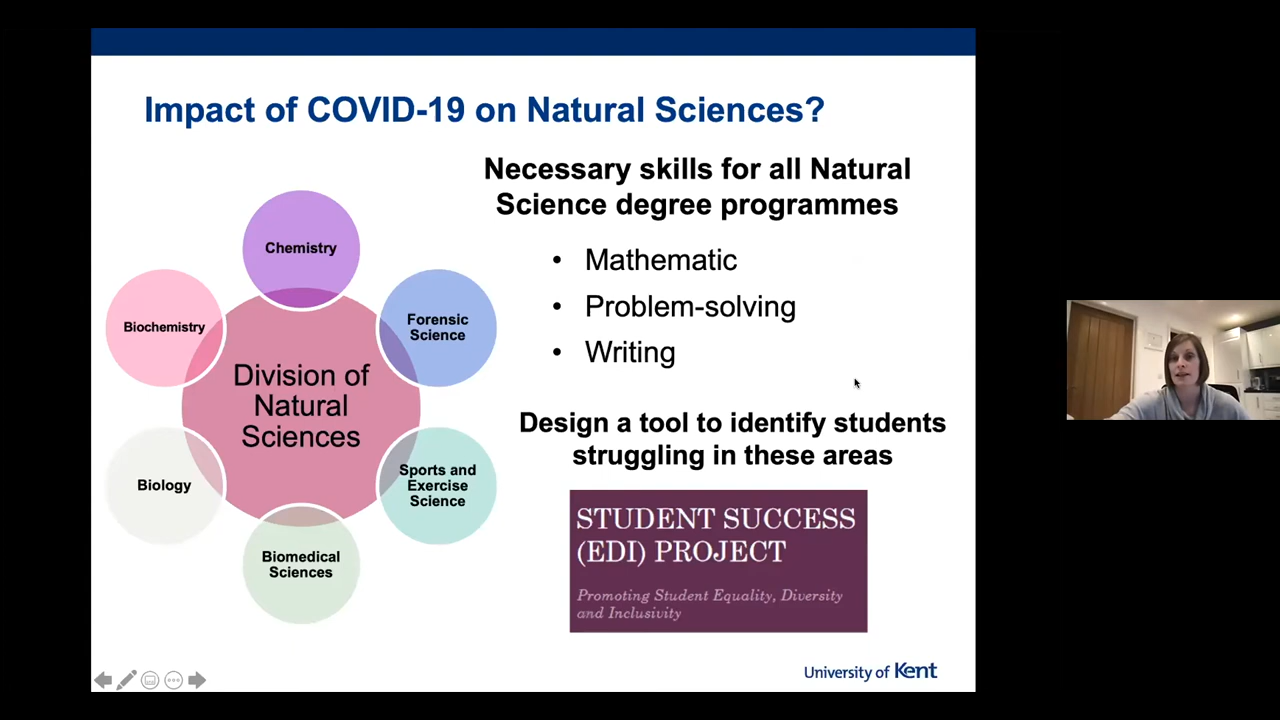 Impact of COVID-19 on Natural Sciences?
Necessary skills for all Natural
Science degree programmes
• Mathematic
• Problem-solving
• Writing
Design a tool to identify students
struggling in these areas
STUDENT SUCCESS
(EDI) PROJECT
Promoting Student Equality, Diversity
and Inclusivity
Chemistry
Forensic
Science
Sports and
Exercise
Science
Biomedical
Sciences
Biology
Biochemistry
Division of
Natural
Sciences
University of Kent